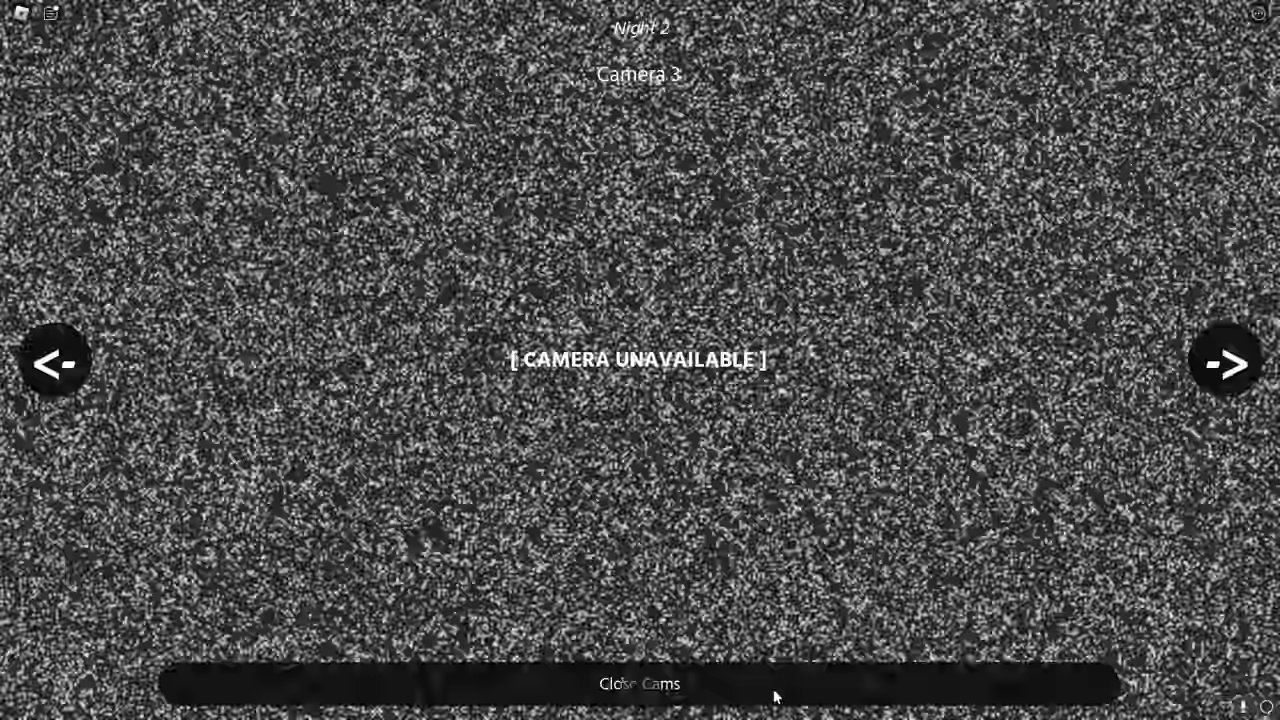 Night 2
Camera 3
<-
[ CAMERA UNAVAILABLE ]
->
Close Cams